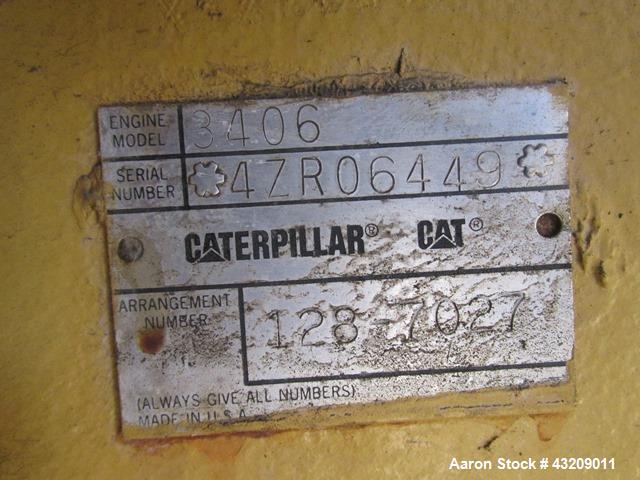 ENGINE MODEL 3406
SERIAL NUMBER 4ZR06449
CATERPILLAR® CAT®
ARRANGEMENT NUMBER 128-7027
(ALWAYS GIVE ALL NUMBERS)
MADE IN U.S.A.
Aaron Stock # 43209011